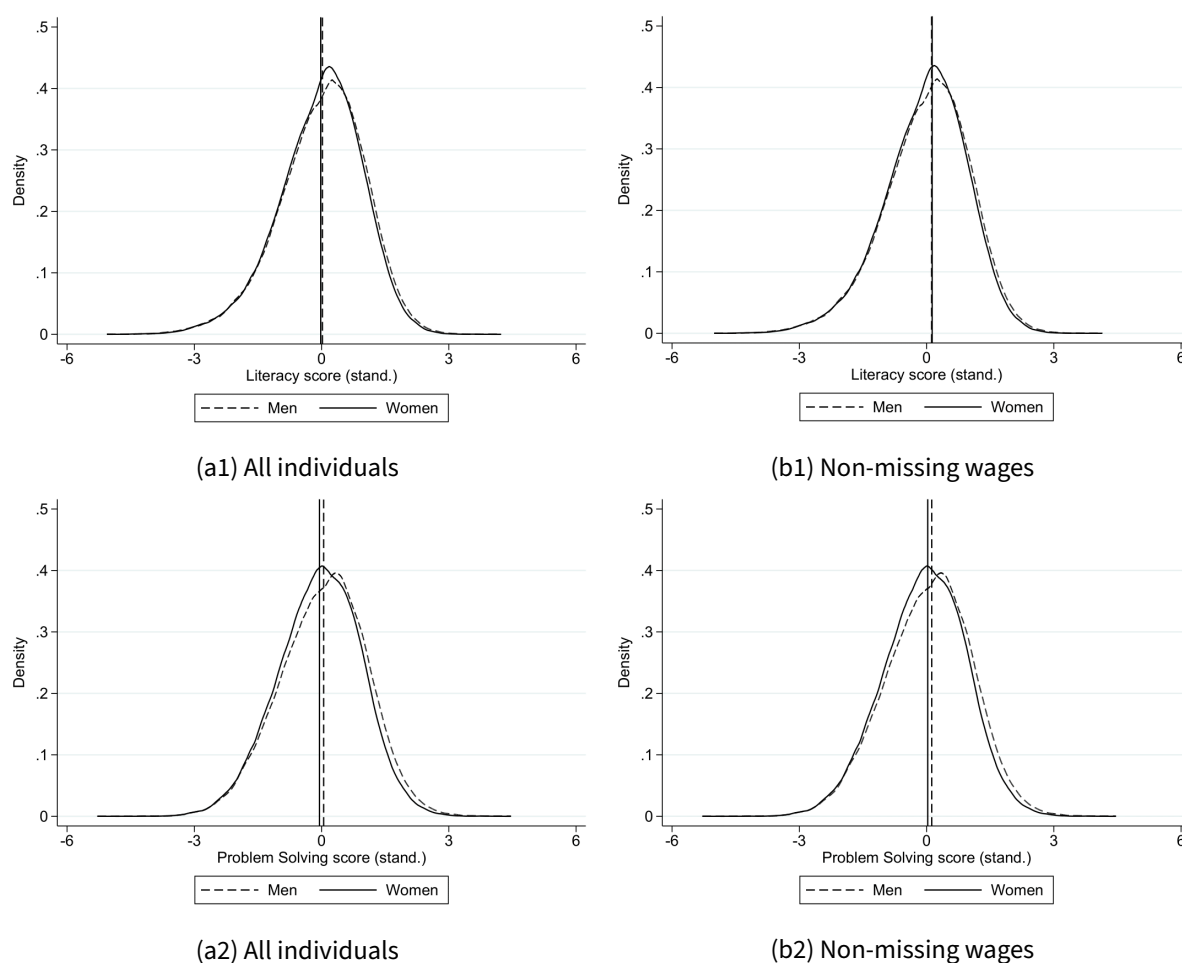 .5
.4
.3
.2
.1
0
Density
-6 -3 0 3 6
Literacy score (stand.)
Men Women
(a1) All individuals
.5
.4
.3
.2
.1
0
Density
-6 -3 0 3 6
Literacy score (stand.)
Men Women
(b1) Non-missing wages
.5
.4
.3
.2
.1
0
Density
-6 -3 0 3 6
Problem Solving score (stand.)
Men Women
(a2) All individuals
.5
.4
.3
.2
.1
0
Density
-6 -3 0 3 6
Problem Solving score (stand.)
Men Women
(b2) Non-missing wages